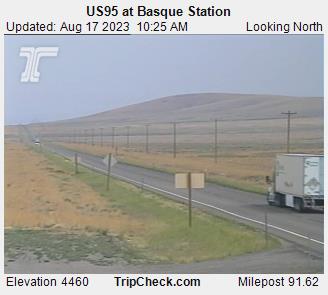 US95 at Basque Station
Updated: Aug 17 2023 10:25 AM Looking North
Elevation 4460 TripCheck.com Milepost 91.62